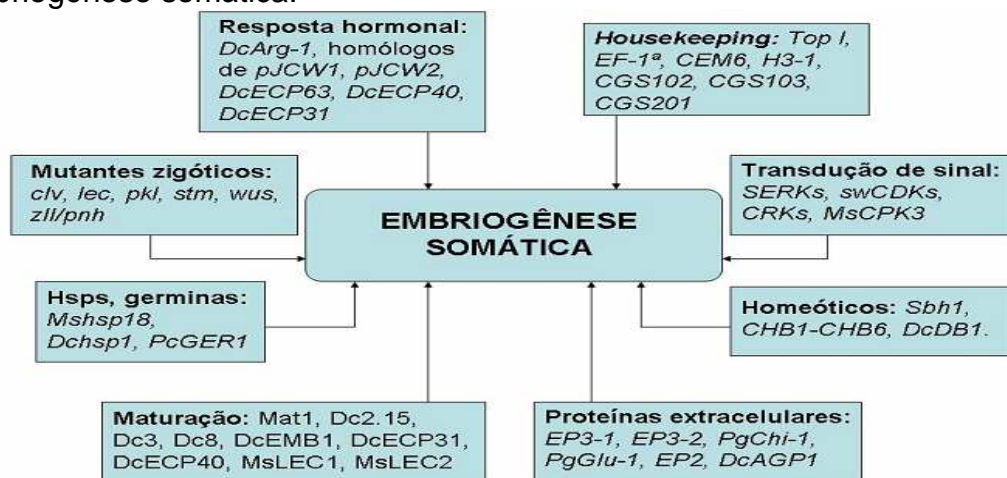 Resposta hormonal:
DcArg-1, homólogos
de pJCW1, pJCW2,
DcECP63, DcECP40,
DcECP31
Housekeeping: Top I,
EF-1ª, CEM6, H3-1,
CGS102, CGS103,
CGS201
Mutantes zigóticos:
clv, lec, pkl, stm, wus,
zll/pnh
EMBRIOGÊNESE
SOMÁTICA
Transdução de sinal:
SERKs, swCDKs,
CRKs, MsCPK3
Hsps, germinas:
Mshsp18,
Dchsp1, PcGER1
Homeóticos: Sbh1,
CHB1-CHB6, DcDB1.
Maturação: Mat1, Dc2.15,
Dc3, Dc8, DcEMB1, DcECP31,
DcECP40, MsLEC1, MsLEC2
Proteínas extracelulares:
EP3-1, EP3-2, PgChi-1,
PgGlu-1, EP2, DcAGP1